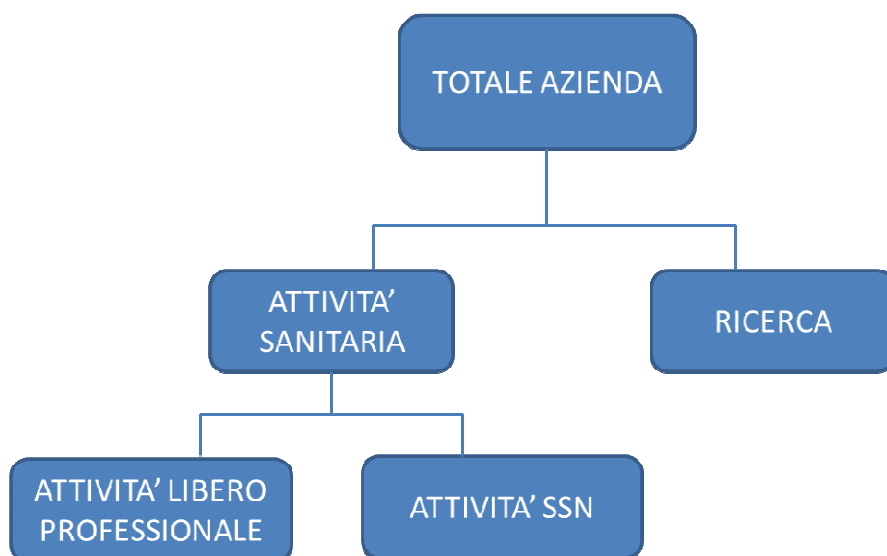 TOTALE AZIENDA
ATTIVITA’
SANITARIA
RICERCA
ATTIVITA’ LIBERO
PROFESSIONALE
ATTIVITA’ SSN